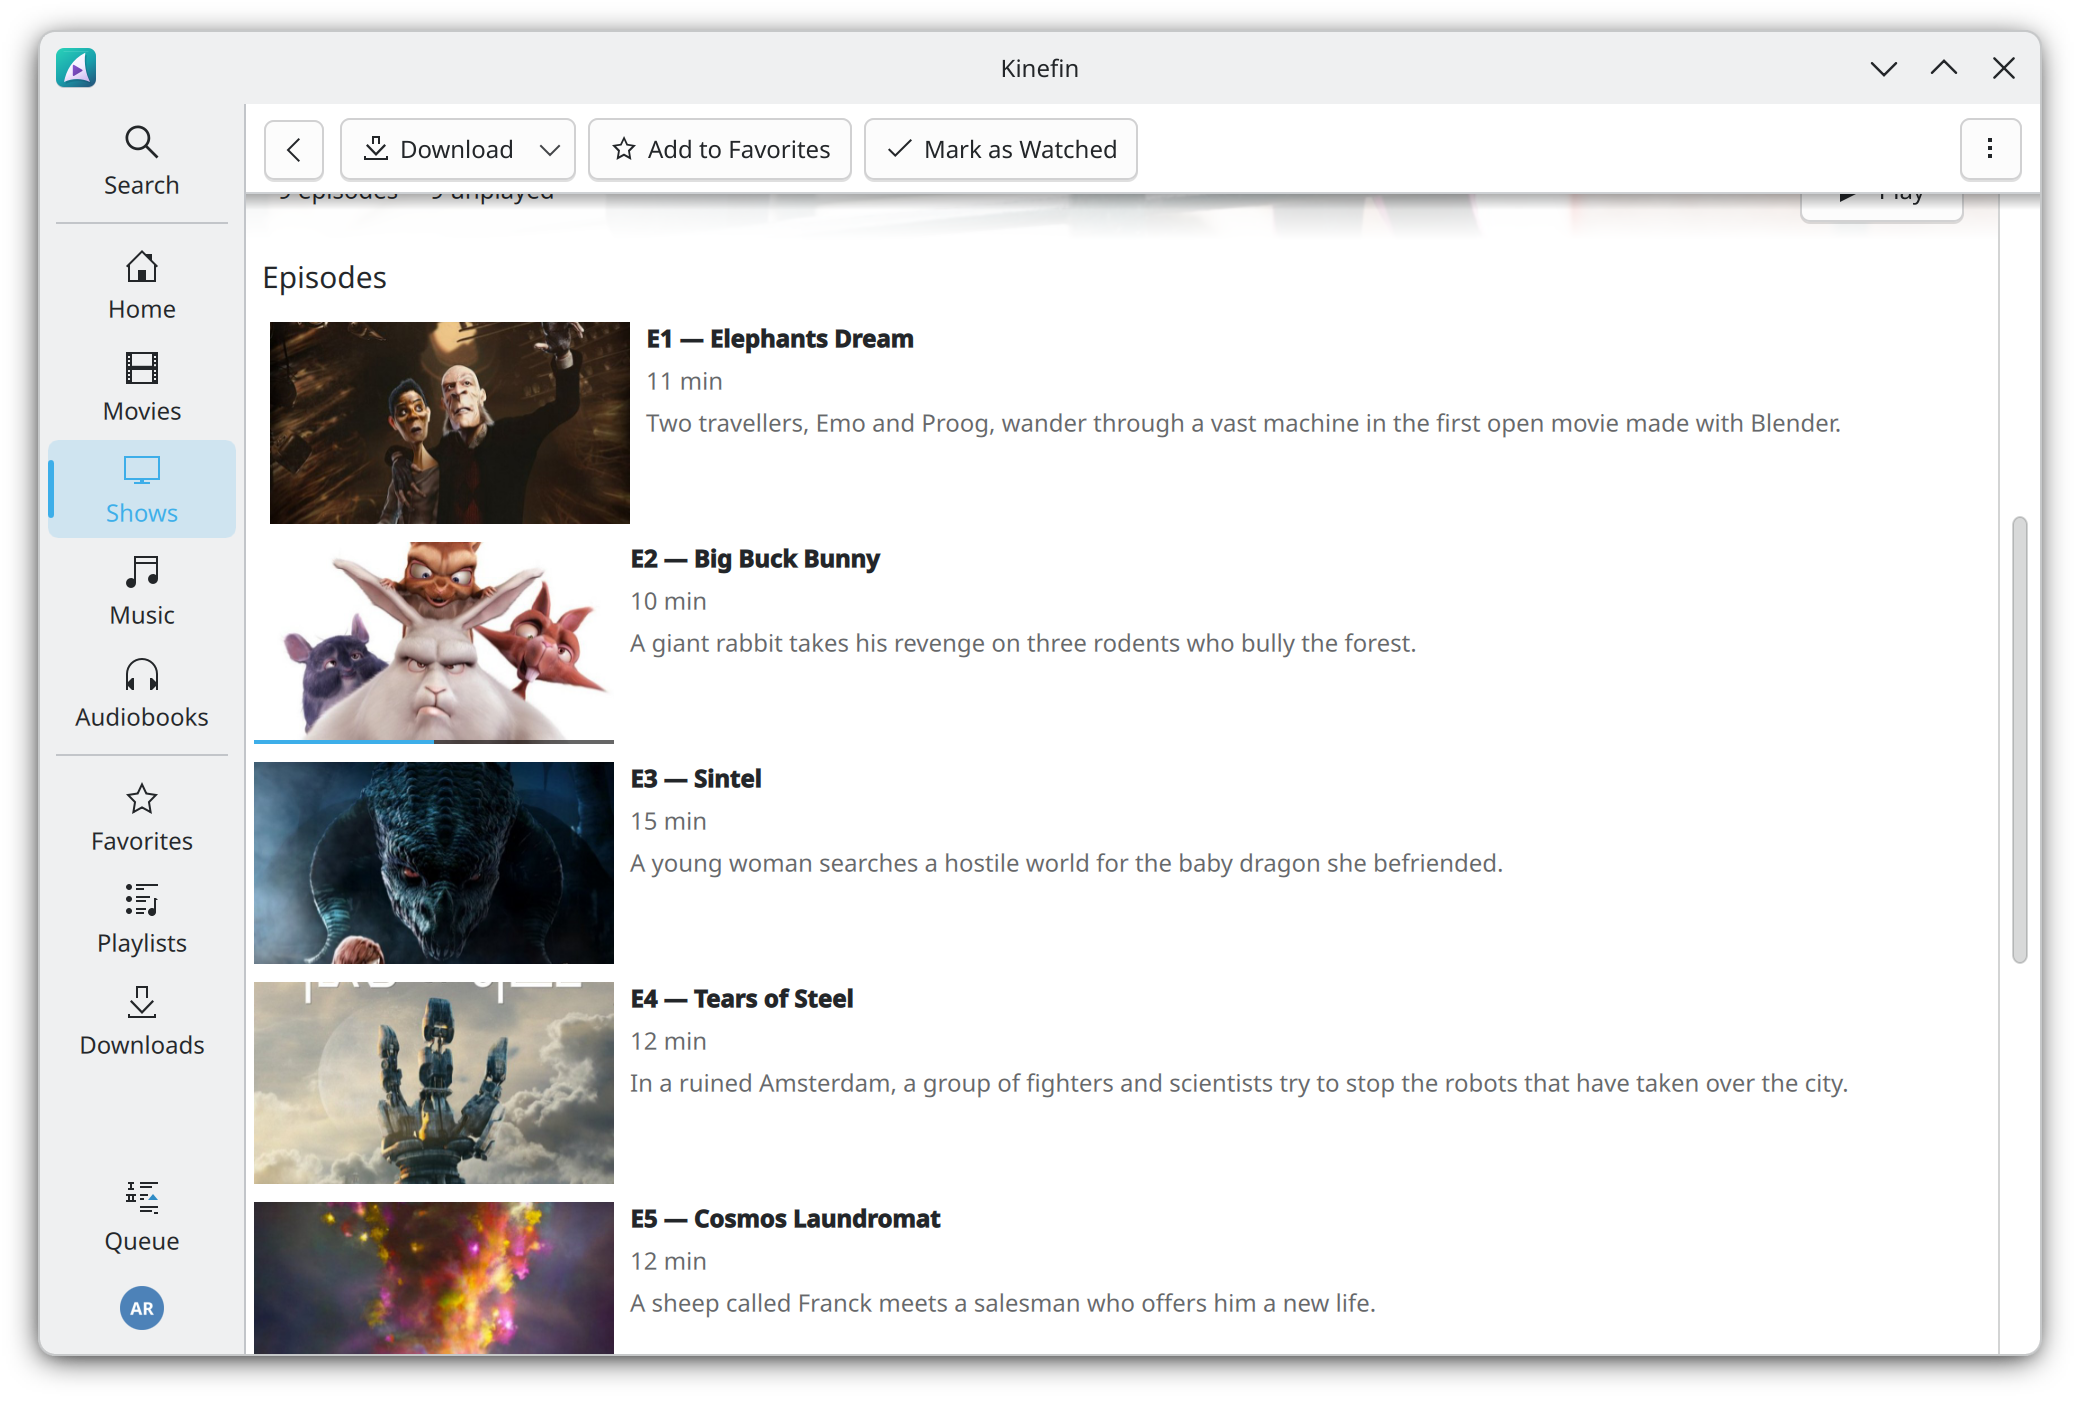 Kinefin
Search
Home
Movies
Shows
Music
Audiobooks
Favorites
Playlists
Downloads
Queue
AR
Download
Add to Favorites
Mark as Watched
9 episodes 9 unplayed
Play
Episodes
E1 — Elephants Dream
11 min
Two travellers, Emo and Proog, wander through a vast machine in the first open movie made with Blender.
E2 — Big Buck Bunny
10 min
A giant rabbit takes his revenge on three rodents who bully the forest.
E3 — Sintel
15 min
A young woman searches a hostile world for the baby dragon she befriended.
E4 — Tears of Steel
12 min
In a ruined Amsterdam, a group of fighters and scientists try to stop the robots that have taken over the city.
E5 — Cosmos Laundromat
12 min
A sheep called Franck meets a salesman who offers him a new life.